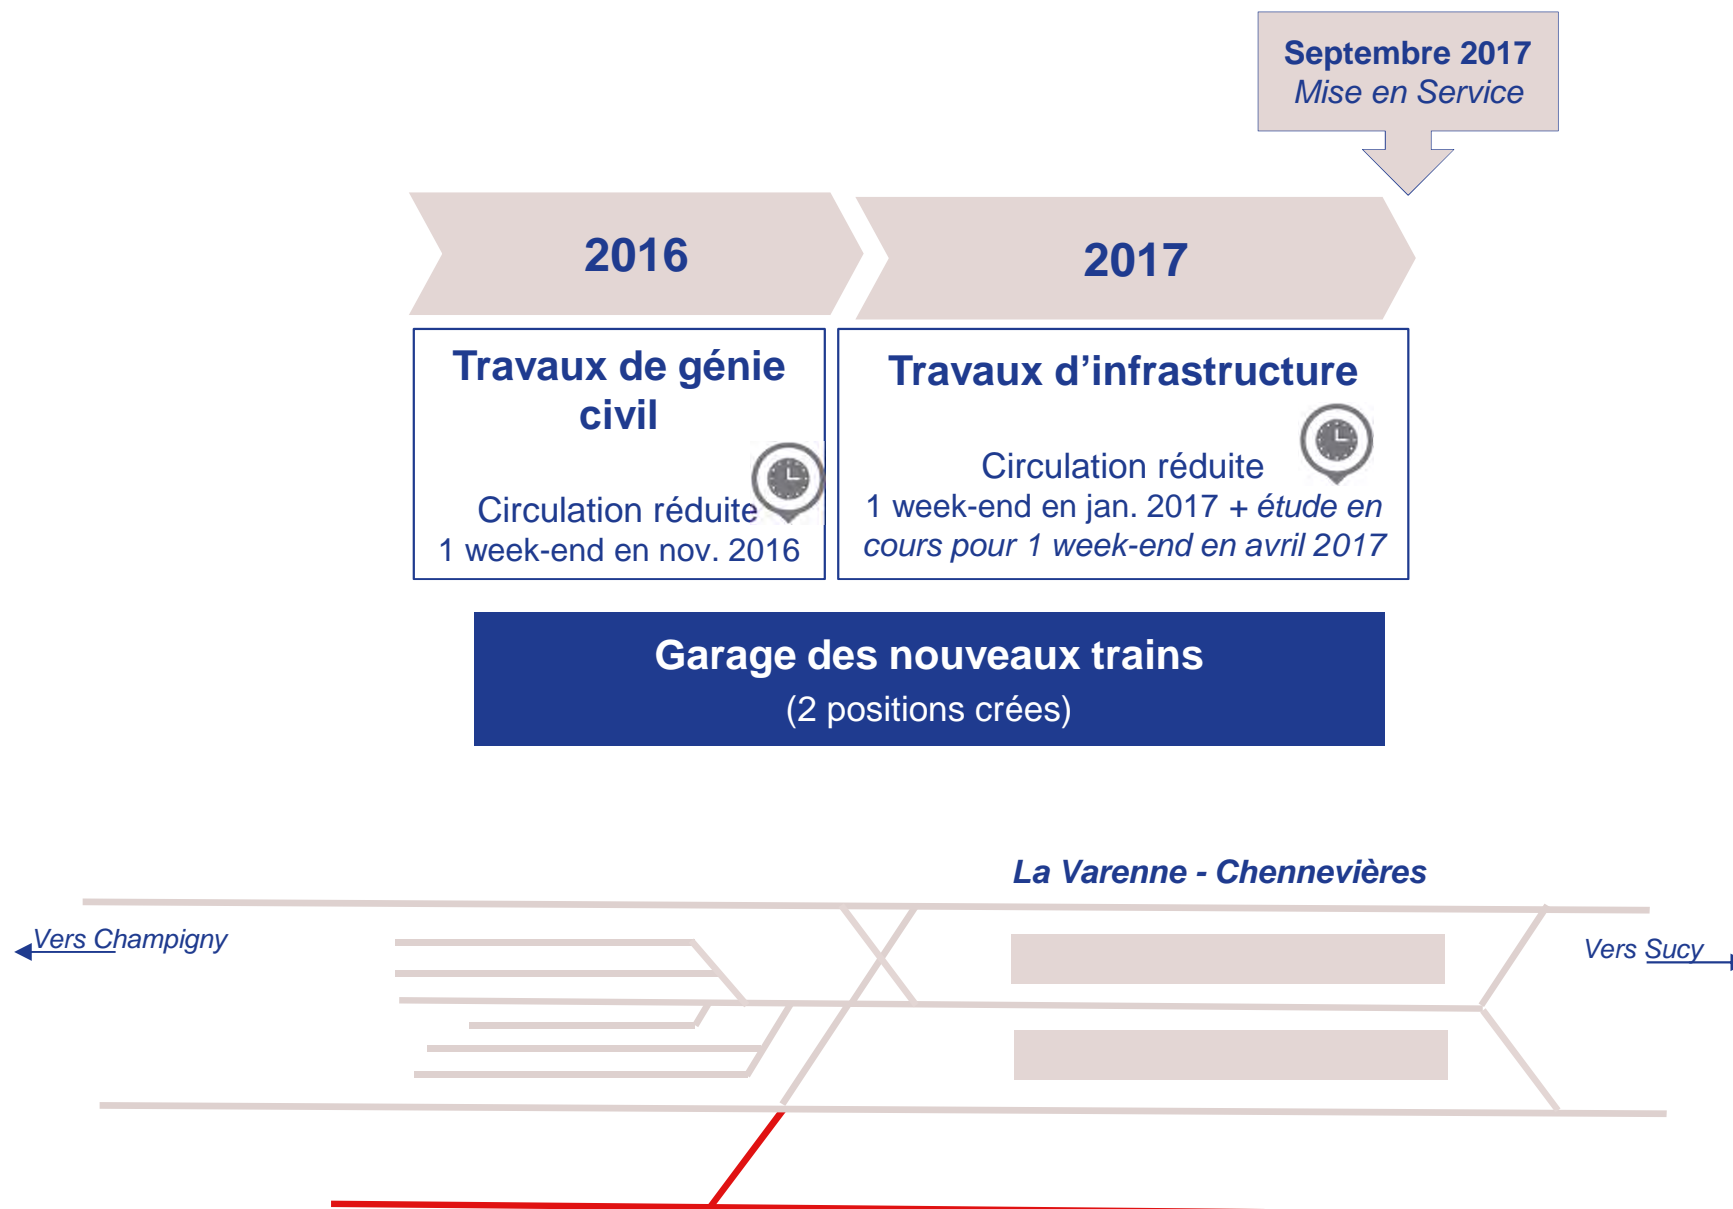 Septembre 2017
Mise en Service
2016
2017
Travaux de génie
civil
Circulation réduite
1 week-end en nov. 2016
Travaux d’infrastructure
Circulation réduite
1 week-end en jan. 2017 + étude en
cours pour 1 week-end en avril 2017
Garage des nouveaux trains
(2 positions crées)
La Varenne - Chennevières
Vers Champigny
Vers Sucy